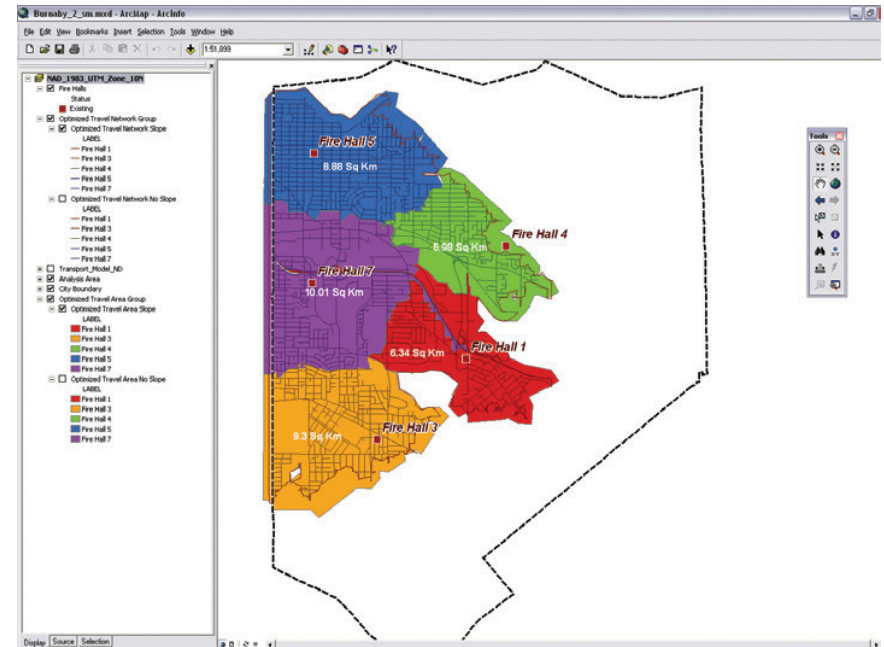 Burnaby_2_sm.mxd - ArcMap - ArcInfo
File Edit View Bookmarks Insert Selection Tools Window Help
1:51,899
NAD_1983_UTM_Zone_10N
Fire Halls
Status
Existing
Optimized Travel Network Group
Optimized Travel Network Slope
LABEL
Fire Hall 1
Fire Hall 3
Fire Hall 4
Fire Hall 5
Fire Hall 7
Optimized Travel Network No Slope
LABEL
Fire Hall 1
Fire Hall 3
Fire Hall 4
Fire Hall 5
Fire Hall 7
Transport_Model_ND
Analysis Area
City Boundary
Optimized Travel Area Group
Optimized Travel Area Slope
LABEL
Fire Hall 1
Fire Hall 3
Fire Hall 4
Fire Hall 5
Fire Hall 7
Optimized Travel Area No Slope
LABEL
Fire Hall 1
Fire Hall 3
Fire Hall 4
Fire Hall 5
Fire Hall 7
Display Source Selection
Fire Hall 5
8.88 Sq Km
Fire Hall 4
Sq Km
Fire Hall 7
10.01 Sq Km
Fire Hall 1
6.34 Sq Km
Fire Hall 3
9.3 Sq Km
Tools